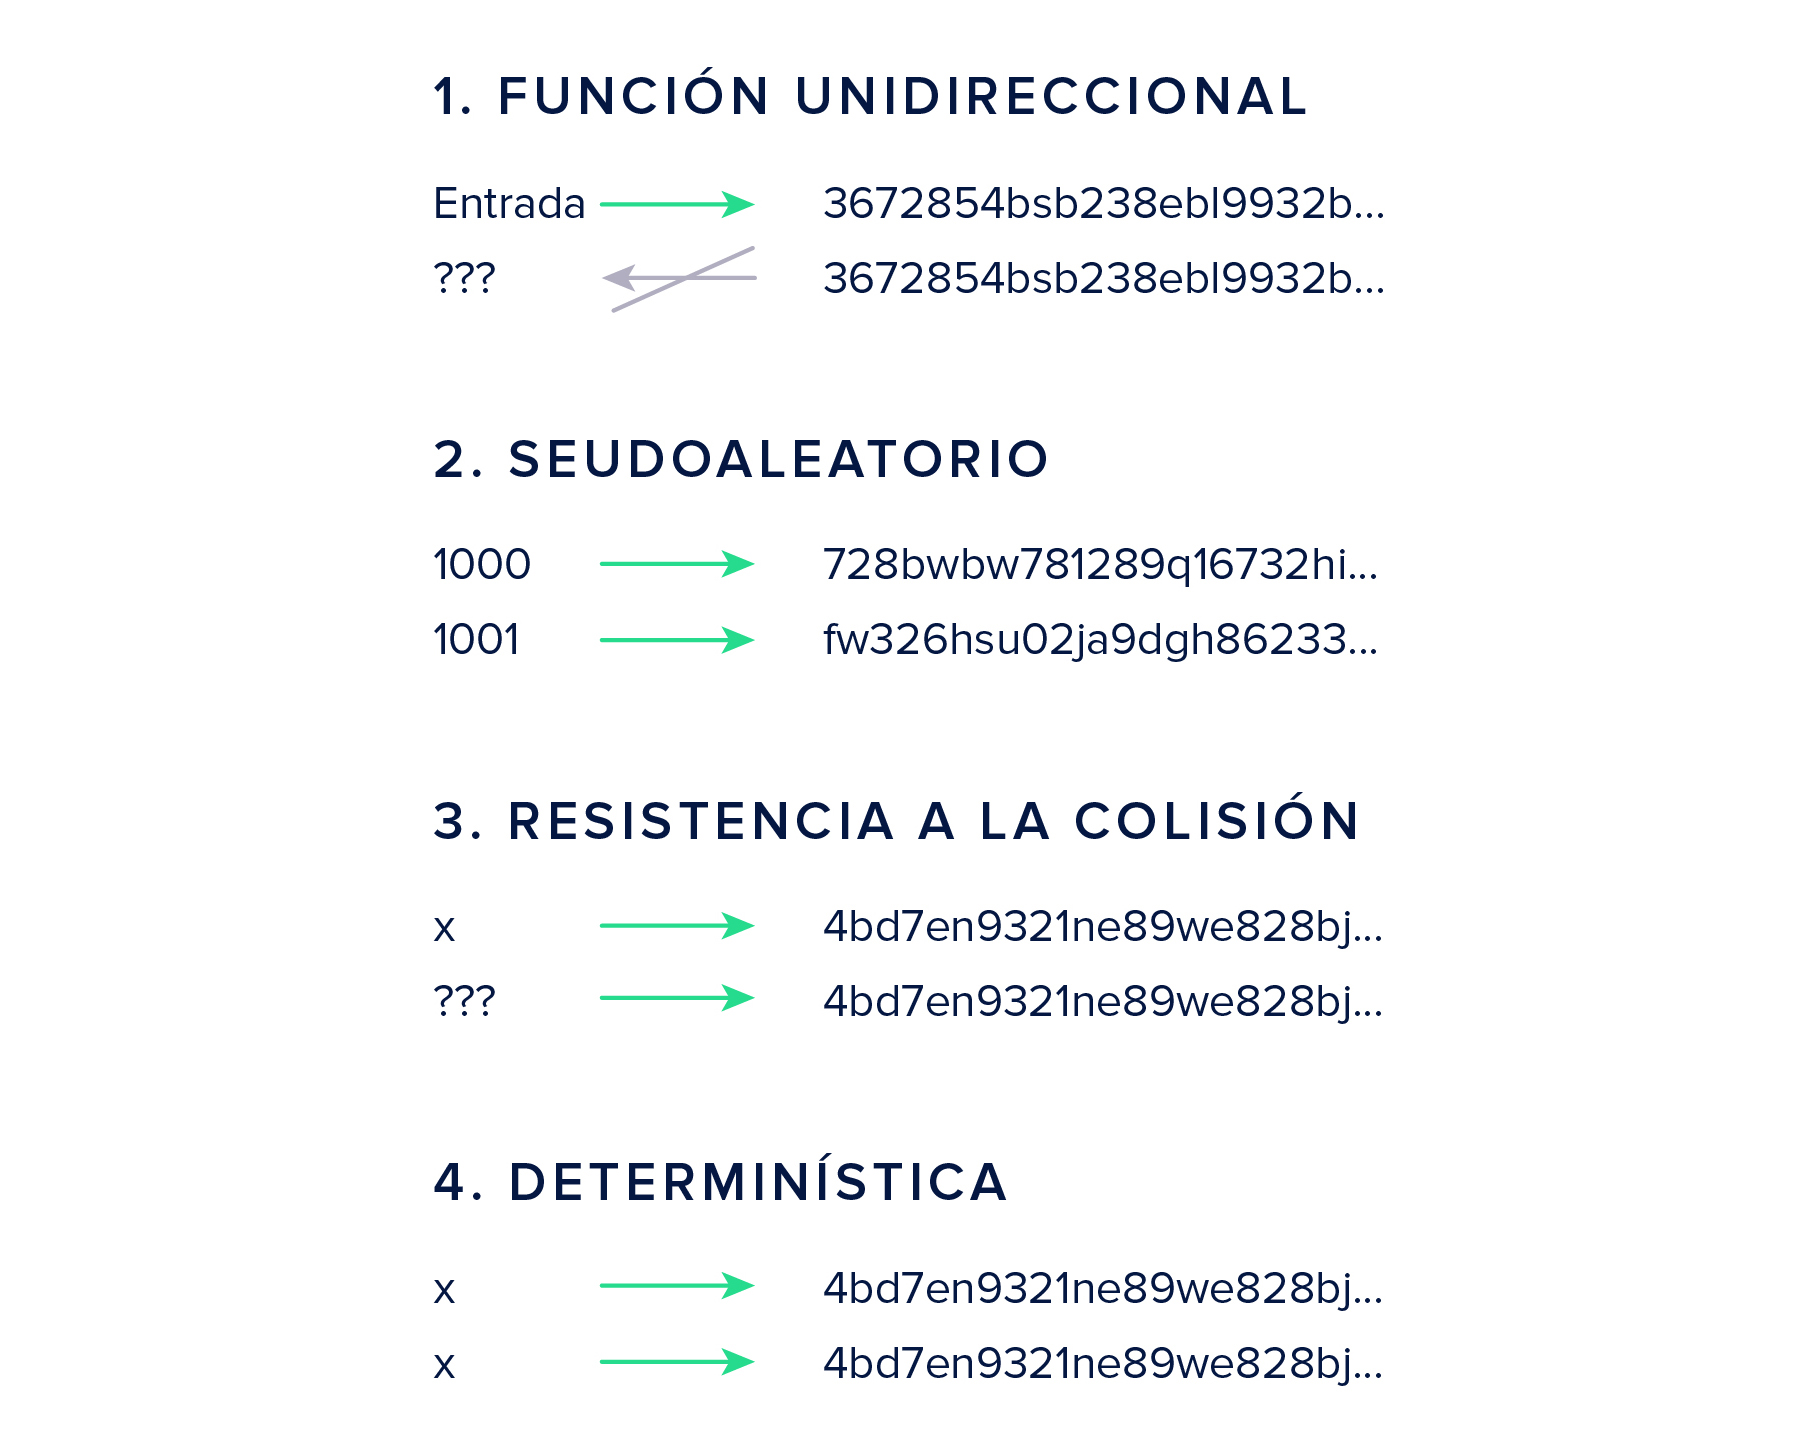 1. FUNCIÓN UNIDIRECCIONAL
Entrada 3672854bsb238ebl9932b...
??? 3672854bsb238ebl9932b...
2. SEUDOALEATORIO
1000 728bwbw781289q16732hi...
1001 fw326hsu02ja9dgh86233...
3. RESISTENCIA A LA COLISIÓN
x 4bd7en9321ne89we828bj...
??? 4bd7en9321ne89we828bj...
4. DETERMINÍSTICA
x 4bd7en9321ne89we828bj...
x 4bd7en9321ne89we828bj...